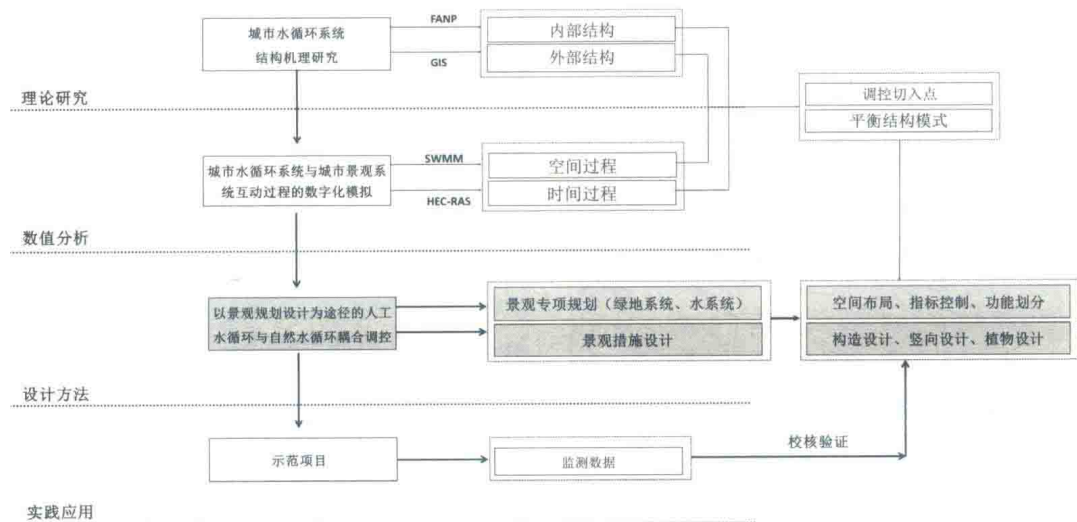 城市水循环系统
结构机理研究
FANP
GIS
内部结构
外部结构
理论研究
调控切入点
平衡结构模式
城市水循环系统与城市景观系
统互动过程的数字化模拟
SWMM
HEC-RAS
空间过程
时间过程
数值分析
以景观规划设计为途径的人工
水循环与自然水循环耦合调控
景观专项规划（绿地系统、水系统）
景观措施设计
空间布局、指标控制、功能划分
构造设计、竖向设计、植物设计
设计方法
示范项目
监测数据
校核验证
实践应用